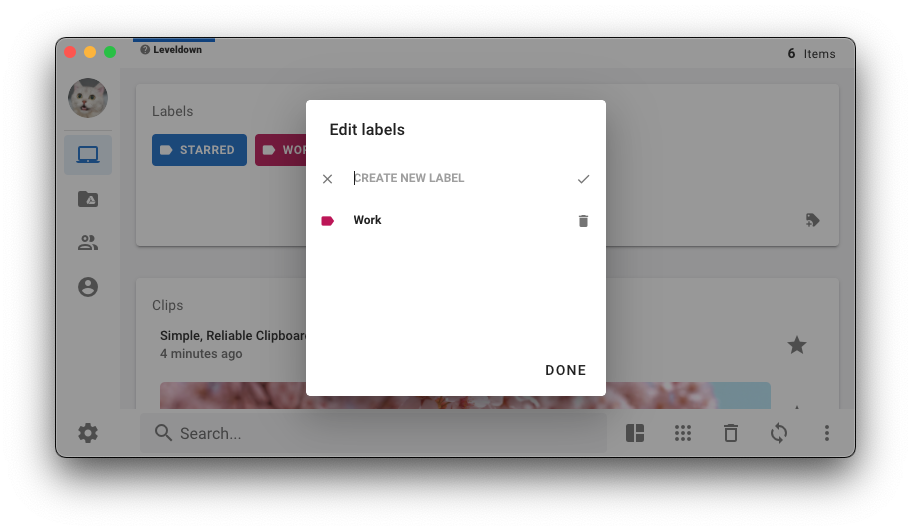 Leveldown
6 Items
Labels
STARRED
WOR
Edit labels
CREATE NEW LABEL
Work
DONE
Clips
Simple, Reliable Clipboar
4 minutes ago
Search...